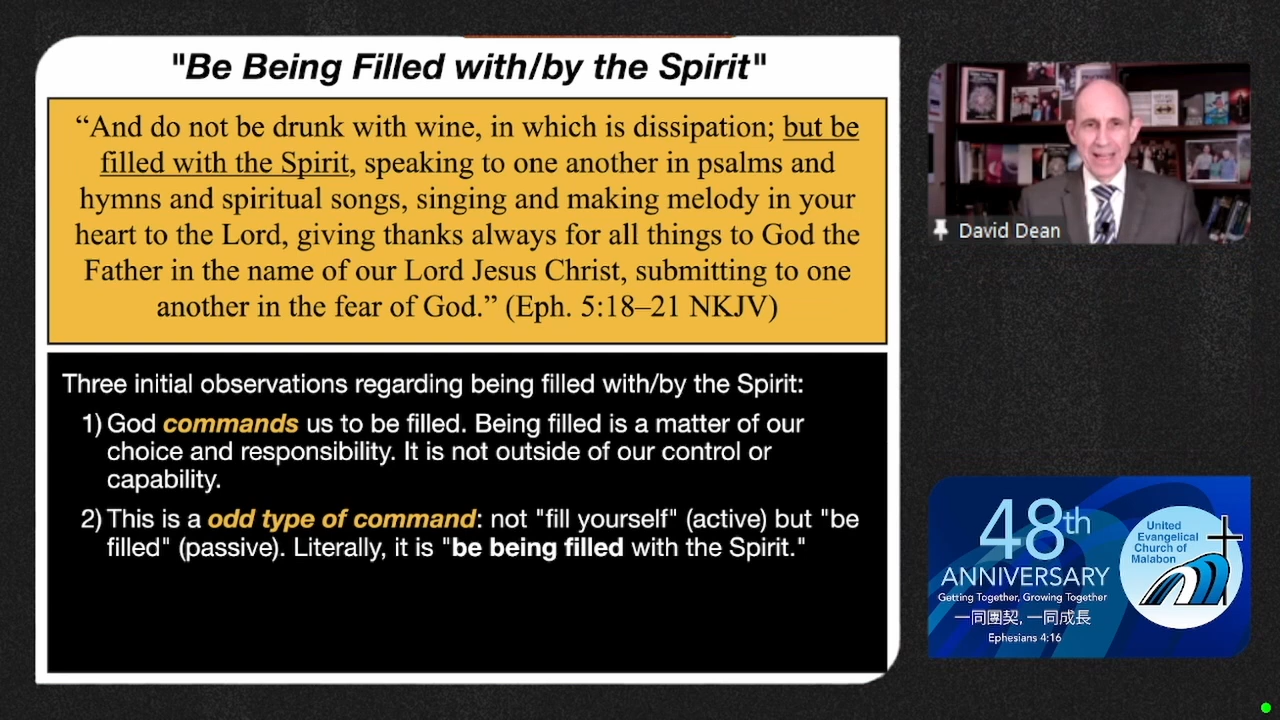 "Be Being Filled with/by the Spirit"
“And do not be drunk with wine, in which is dissipation; but be
filled with the Spirit, speaking to one another in psalms and
hymns and spiritual songs, singing and making melody in your
heart to the Lord, giving thanks always for all things to God the
Father in the name of our Lord Jesus Christ, submitting to one
another in the fear of God.” (Eph. 5:18–21 NKJV)
Three initial observations regarding being filled with/by the Spirit:
1) God commands us to be filled. Being filled is a matter of our
choice and responsibility. It is not outside of our control or
capability.
2) This is a odd type of command: not "fill yourself" (active) but "be
filled" (passive). Literally, it is "be being filled with the Spirit."
David Dean
48th
ANNIVERSARY
Getting Together, Growing Together
一同團契, 一同成長
Ephesians 4:16
United
Evangelical
Church of
Malabon